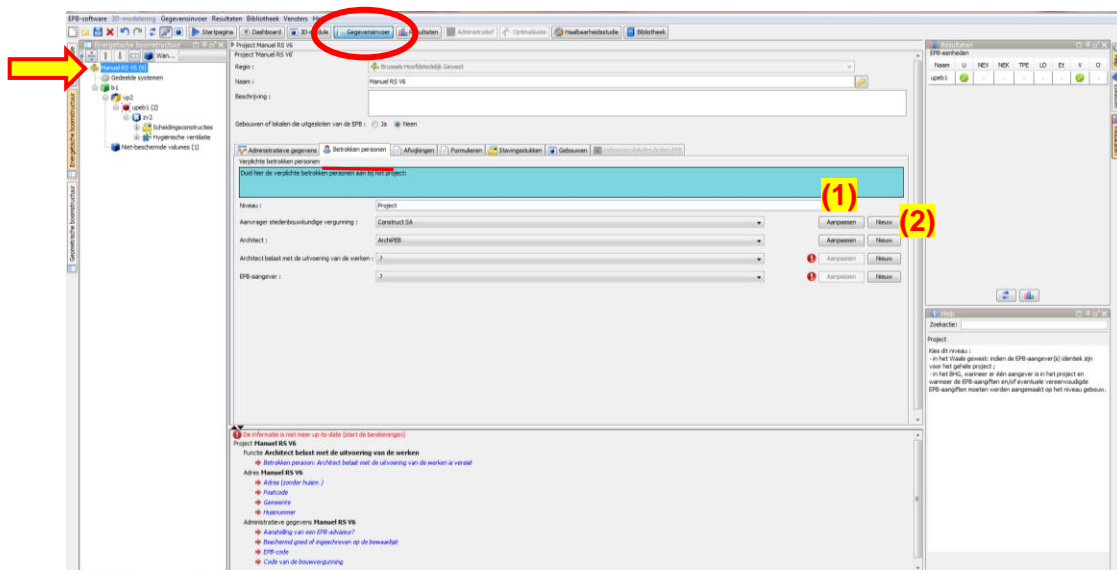 EPB-software 3D-modelering Gegevensinvoer Resultaten Bibliotheek Vensters
Startpagina Dashboard 3D-module Gegevensinvoer Resultaten Administratief Optimalisatie Haalbaarheidstudie Bibliotheek
Energetische boomstructuur
Wan...
Manuel RS V6 (9)
Gedeelde systemen
b1
vp2
upeb1 (2)
zv2
Scheidingsconstructies
Hygiënische ventilatie
Niet-beschermde volumes (1)
Energetische boomstructuur
Geometrische boomstructuur
Project Manuel RS V6
Project 'Manuel RS V6'
Regio : Brussels Hoofdstedelijk Gewest
Naam : Manuel RS V6
Beschrijving :
Gebouwen of lokalen die uitgesloten van de EPB : Ja Neen
Administratieve gegevens Betrokken personen Afwijkingen Formulieren Stavingsstukken Gebouwen
Verplichte betrokken personen
Duid hier de verplichte betrokken personen aan bij het project:
Niveau : Project
(1)
Aanvrager stedenbouwkundige vergunning : Construct SA Aanpassen Nieuw
(2)
Architect : ArchiPEB Aanpassen Nieuw
Architect belast met de uitvoering van de werken : ? Aanpassen Nieuw
EPB-aangever : ? Aanpassen Nieuw
De informatie is niet meer up-to-date (start de berekeningen)
Project Manuel RS V6
Functie Architect belast met de uitvoering van de werken
Betrokken persoon: Architect belast met de uitvoering van de werken is vereist
Adres Manuel RS V6
Adres (zonder huisnr.)
Postcode
Gemeente
Huisnummer
Administratieve gegevens Manuel RS V6
Aanstelling van een EPB-adviseur?
Beschermd goed of ingeschreven op de bewaarlijst
EPB-code
Code van de bouwvergunning
Resultaten
EPB-eenheden
Naam U NEV NEK TPE LD Et V O
upeb1 - - - - - -
Help
Zoekactie:
Project
Kies dit niveau :
- in het Waals gewest: indien de EPB-aangever(s) identiek zijn
voor het gehele project ;
- in het BHG, wanneer er één aangever is in het project en
wanneer de EPB-aangiften en/of eventuele vereenvoudigde
EPB-aangiften moeten worden aangemaakt op het niveau gebouw.